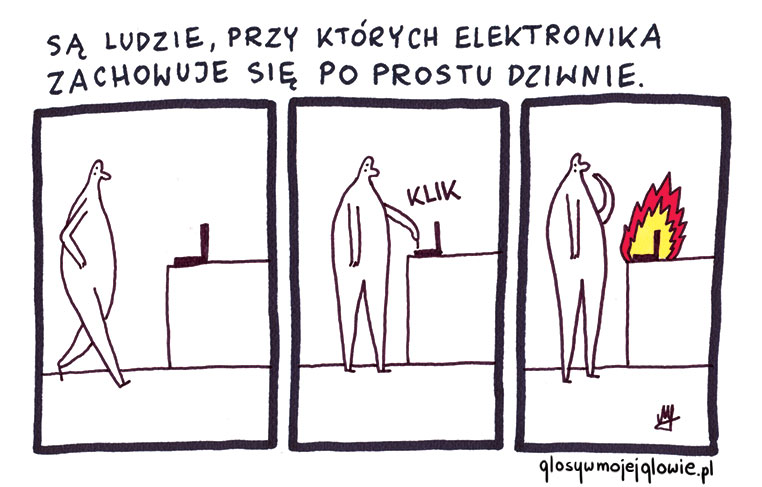 SĄ LUDZIE, PRZY KTÓRYCH ELEKTRONIKA
ZACHOWUJE SIĘ PO PROSTU DZIWNIE.
KLIK
glosywmojejglowie.pl